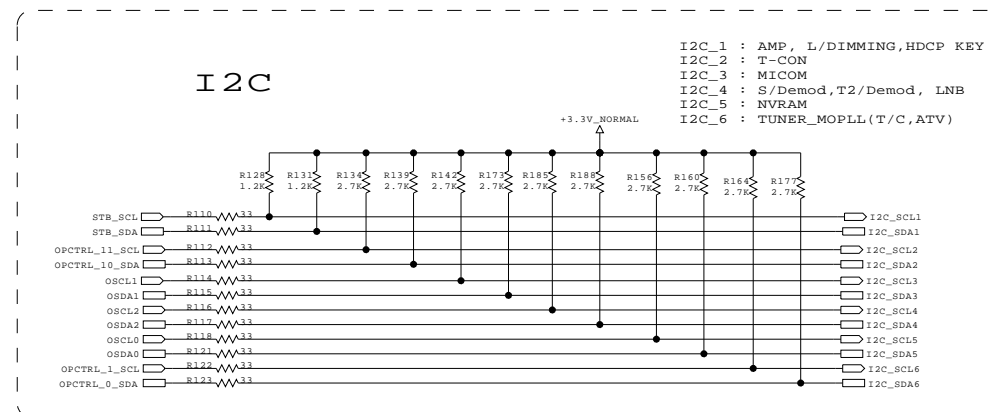 I2C_1 : AMP, L/DIMMING,HDCP KEY
I2C_2 : T-CON
I2C_3 : MICOM
I2C_4 : S/Demod,T2/Demod, LNB
I2C_5 : NVRAM
I2C_6 : TUNER_MOPLL(T/C,ATV)
I2C
+3.3V_NORMAL
R128 R131 R134 R139 R142 R173 R185 R188 R156 R160 R164 R177
1.2K 1.2K 2.7K 2.7K 2.7K 2.7K 2.7K 2.7K 2.7K 2.7K 2.7K 2.7K
STB_SCL R110 33 I2C_SCL1
STB_SDA R111 33 I2C_SDA1
OPCTRL_11_SCL R112 33 I2C_SCL2
OPCTRL_10_SDA R113 33 I2C_SDA2
OSCL1 R114 33 I2C_SCL3
OSDA1 R115 33 I2C_SDA3
OSCL2 R116 33 I2C_SCL4
OSDA2 R117 33 I2C_SDA4
OSCL0 R118 33 I2C_SCL5
OSDA0 R121 33 I2C_SDA5
OPCTRL_1_SCL R122 33 I2C_SCL6
OPCTRL_0_SDA R123 33 I2C_SDA6